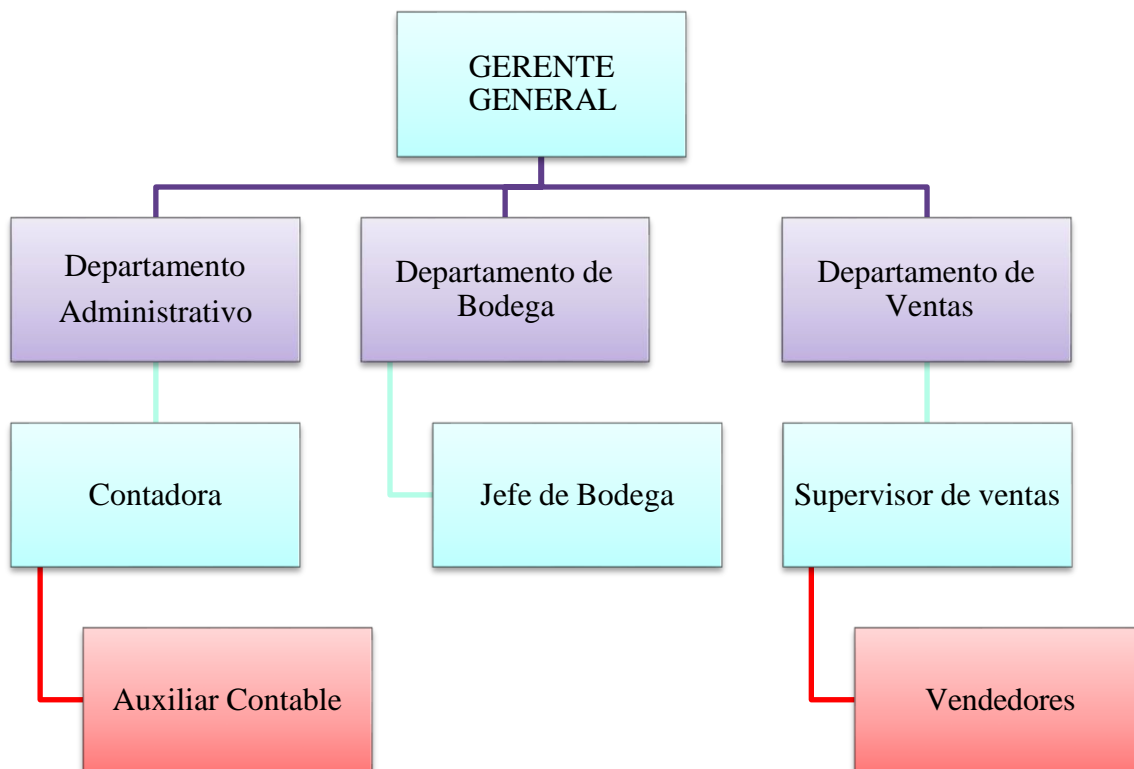 GERENTE
GENERAL
Departamento
Administrativo
Departamento de
Bodega
Departamento de
Ventas
Contadora
Jefe de Bodega
Supervisor de ventas
Auxiliar Contable
Vendedores